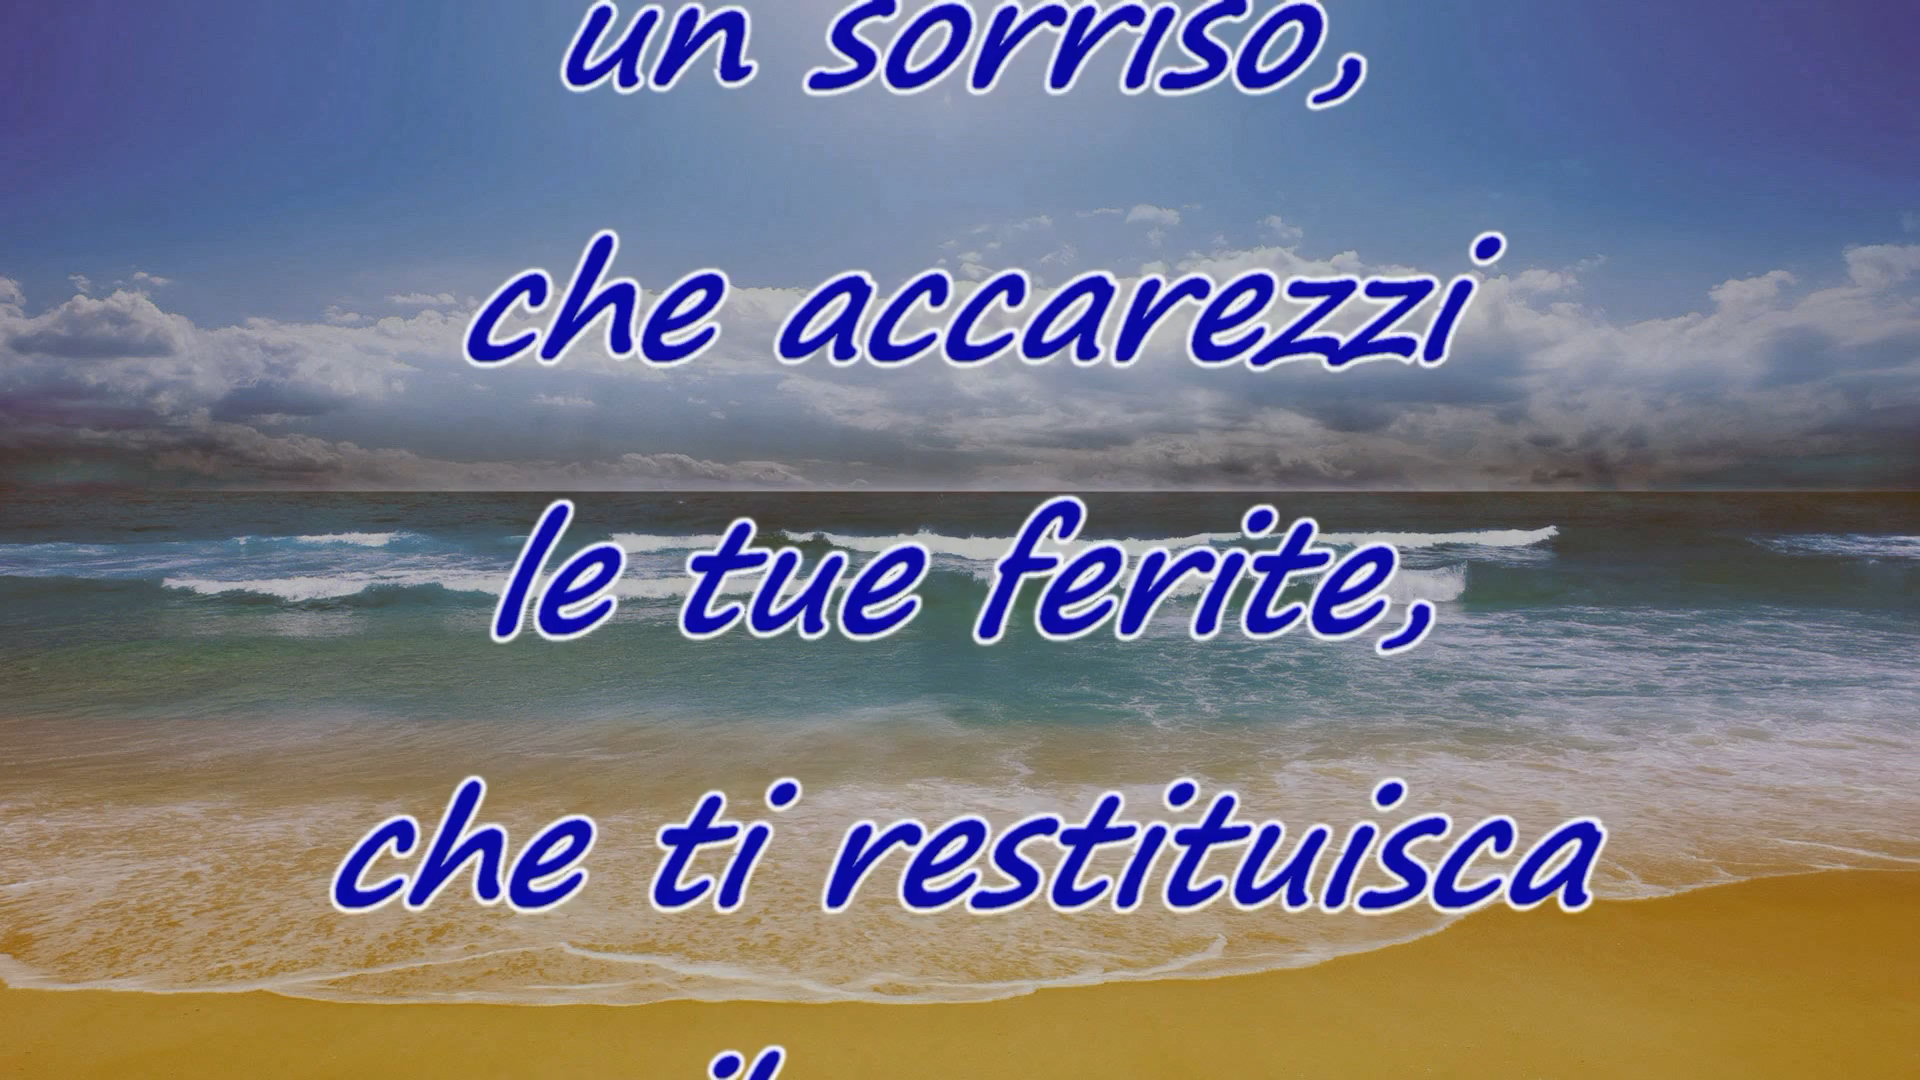 un sorriso,
che accarezzi
le tue ferite,
che ti restituisca